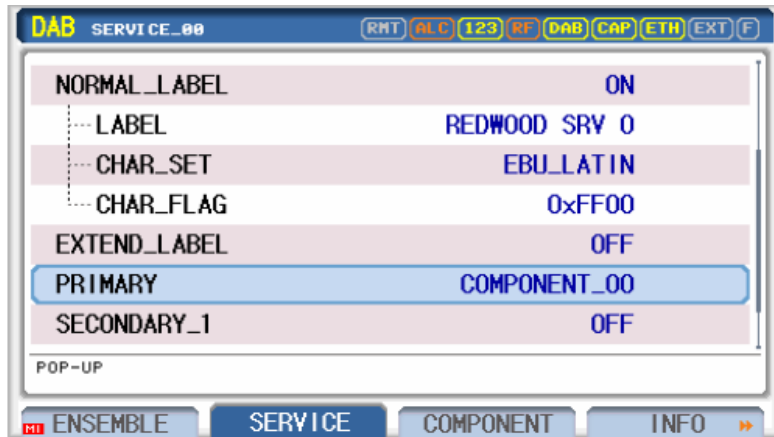 DAB SERVICE_00 RMT ALC 123 RF DAB CAP ETH EXT F
NORMAL_LABEL ON
LABEL REDWOOD SRV 0
CHAR_SET EBU_LATIN
CHAR_FLAG 0xFF00
EXTEND_LABEL OFF
PRIMARY COMPONENT_00
SECONDARY_1 OFF
POP-UP
MI ENSEMBLE SERVICE COMPONENT INFO